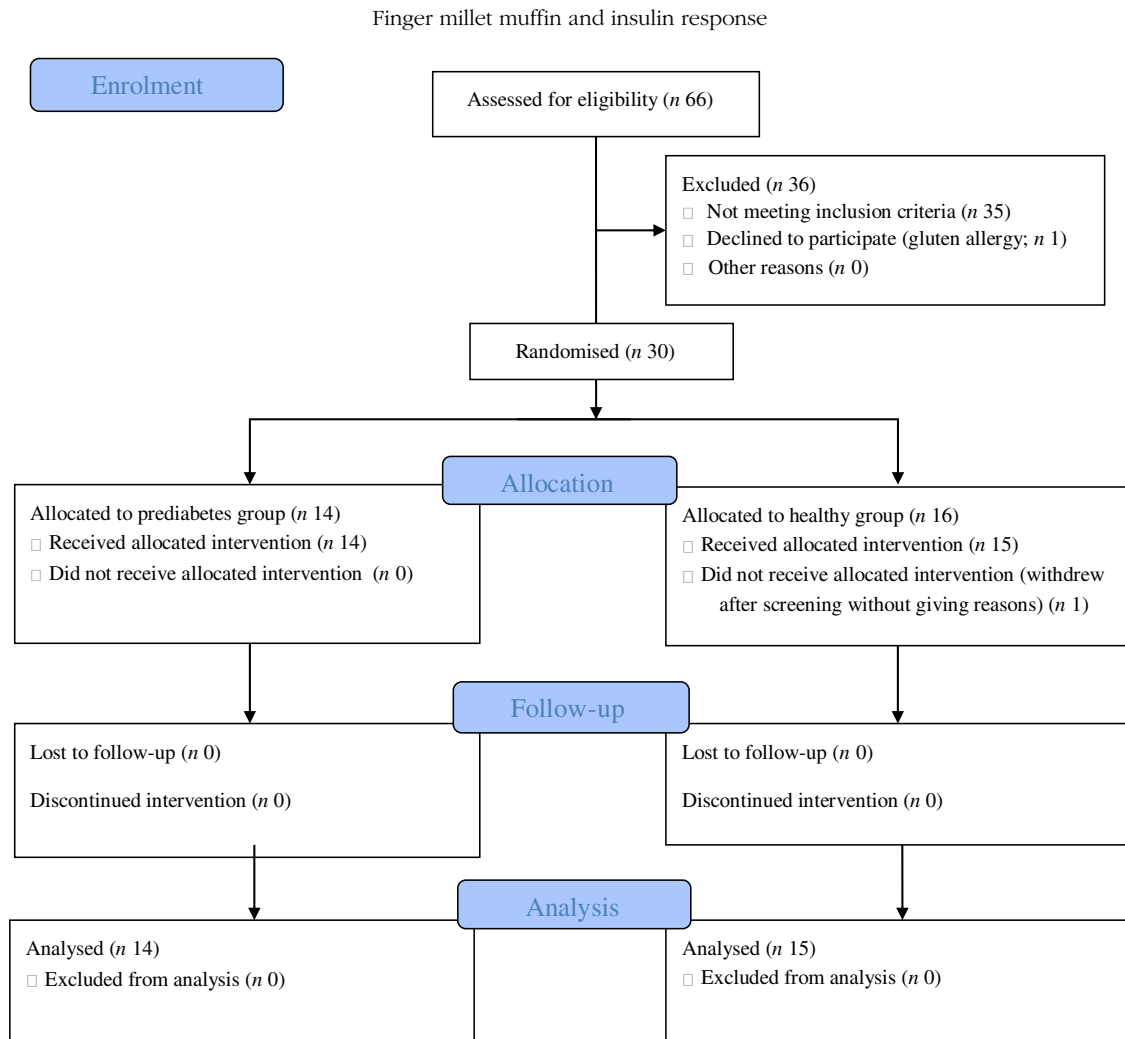 Finger millet muffin and insulin response
Enrolment
Assessed for eligibility (n 66)
Excluded (n 36)
□ Not meeting inclusion criteria (n 35)
□ Declined to participate (gluten allergy; n 1)
□ Other reasons (n 0)
Randomised (n 30)
Allocation
Allocated to prediabetes group (n 14)
□ Received allocated intervention (n 14)
□ Did not receive allocated intervention (n 0)
Allocated to healthy group (n 16)
□ Received allocated intervention (n 15)
□ Did not receive allocated intervention (withdrew
after screening without giving reasons) (n 1)
Follow-up
Lost to follow-up (n 0)
Discontinued intervention (n 0)
Lost to follow-up (n 0)
Discontinued intervention (n 0)
Analysis
Analysed (n 14)
□ Excluded from analysis (n 0)
Analysed (n 15)
□ Excluded from analysis (n 0)